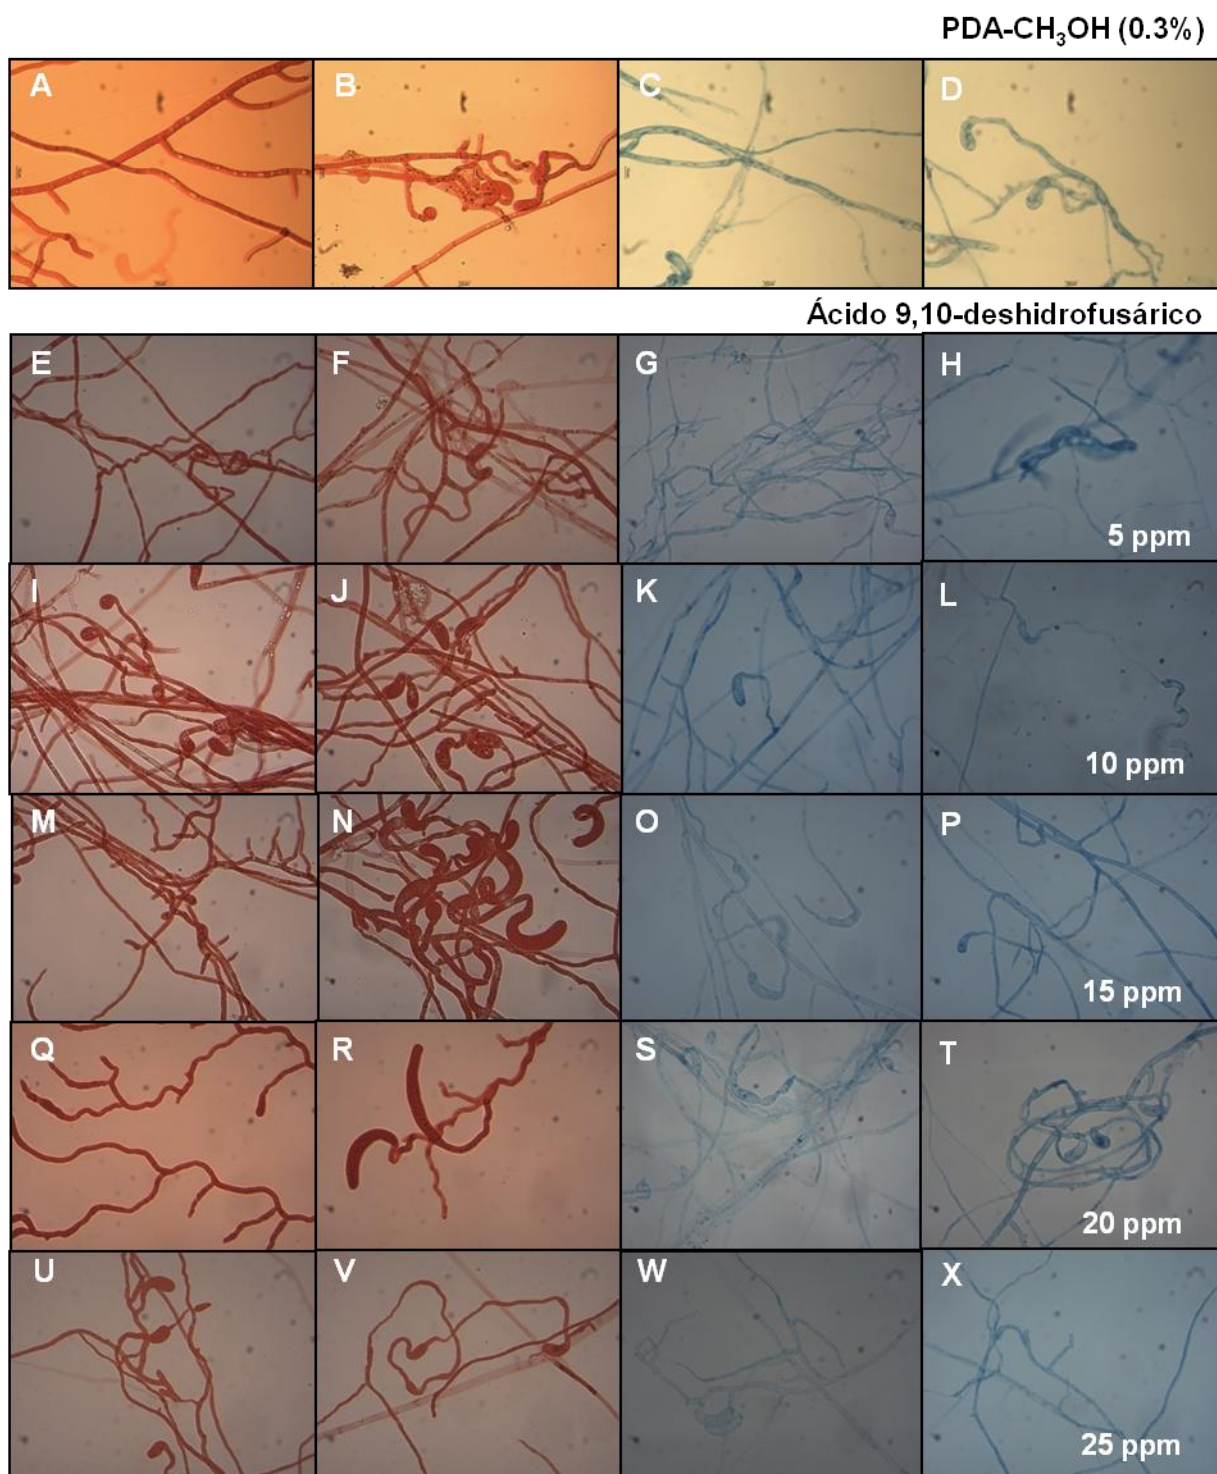 PDA-CH₃OH (0.3%)
A B C D
Ácido 9,10-deshidrofusárico
E F G H
5 ppm
I J K L
10 ppm
M N O P
15 ppm
Q R S T
20 ppm
U V W X
25 ppm